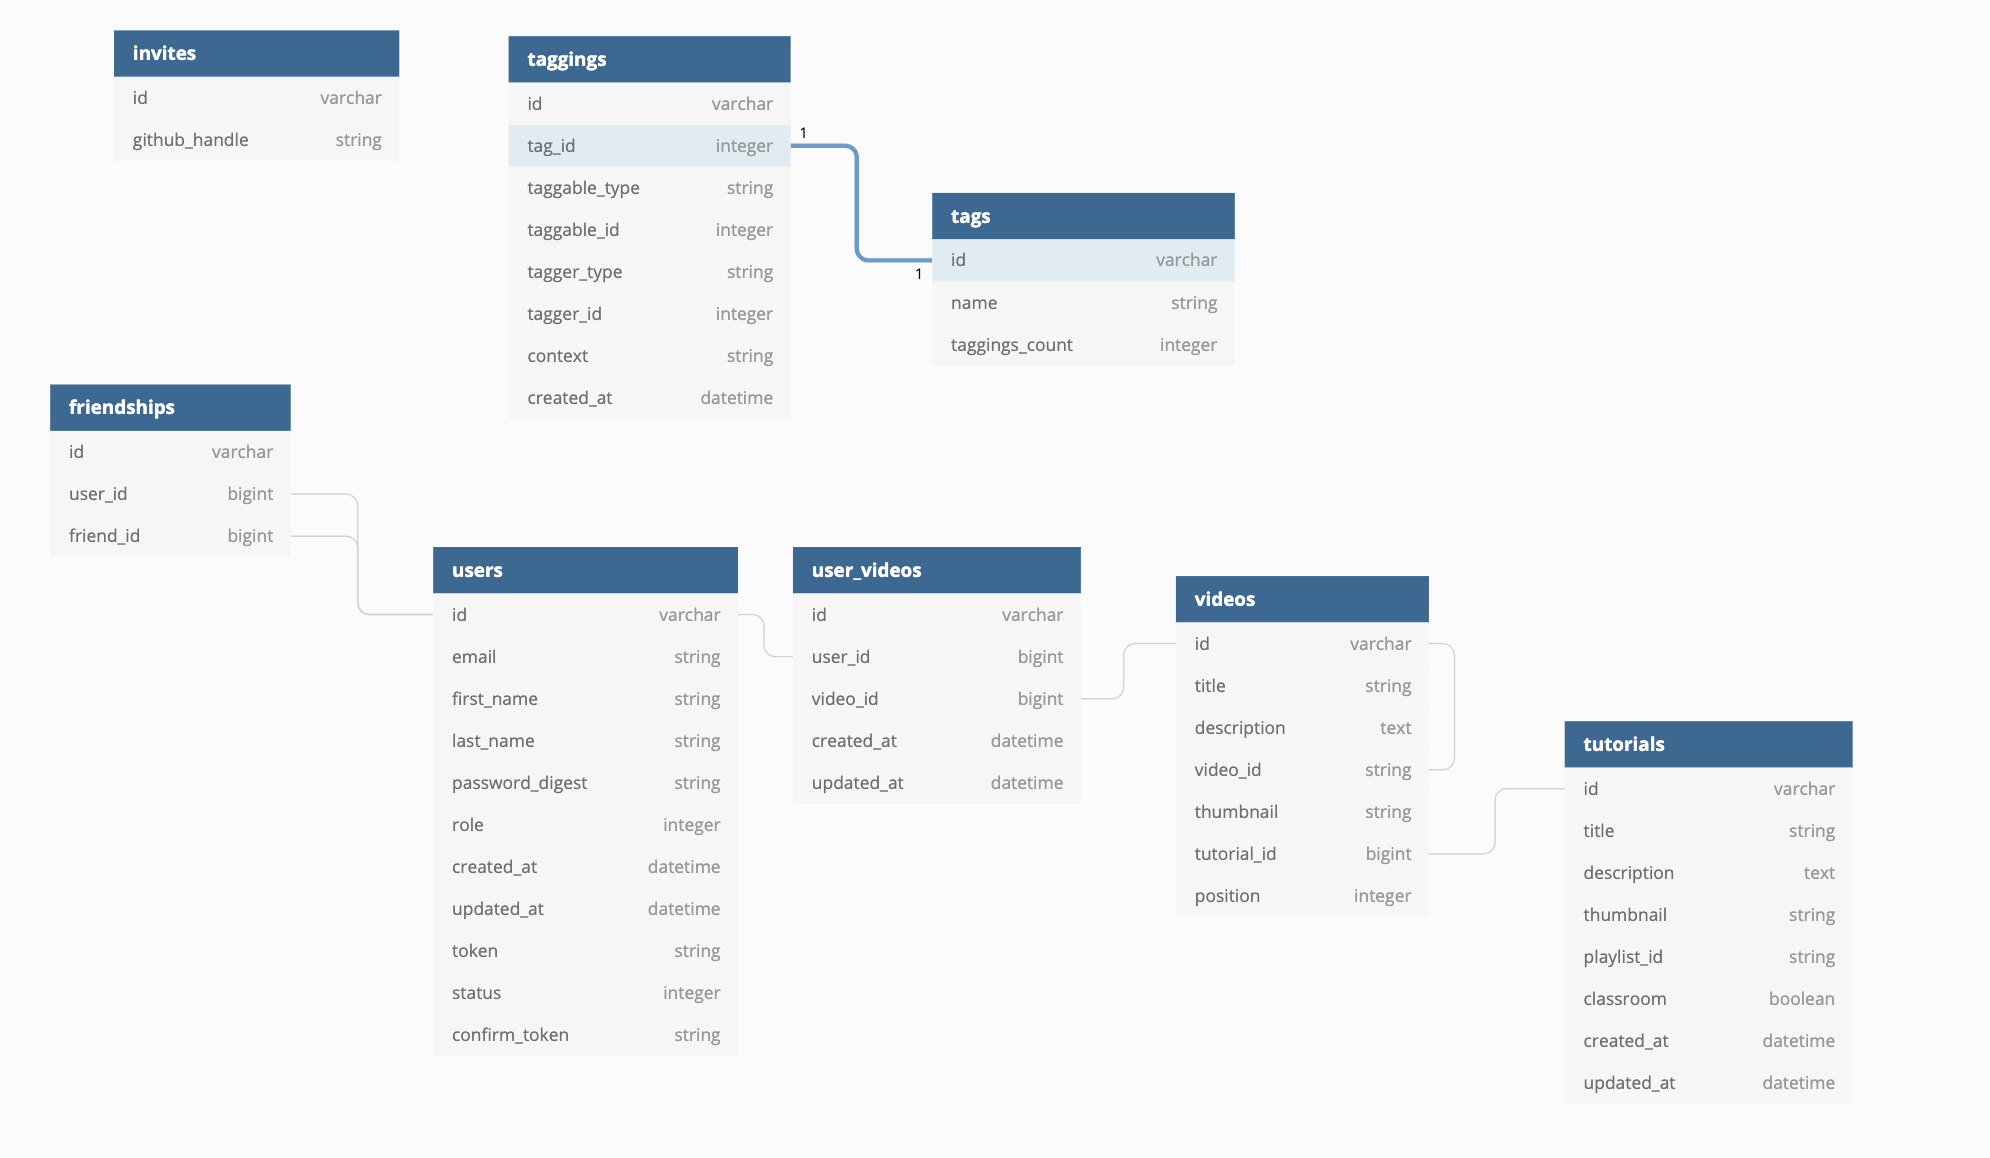 invites
id varchar
github_handle string
taggings
id varchar
tag_id integer
taggable_type string
taggable_id integer
tagger_type string
tagger_id integer
context string
created_at datetime
1
1
tags
id varchar
name string
taggings_count integer
friendships
id varchar
user_id bigint
friend_id bigint
users
id varchar
email string
first_name string
last_name string
password_digest string
role integer
created_at datetime
updated_at datetime
token string
status integer
confirm_token string
user_videos
id varchar
user_id bigint
video_id bigint
created_at datetime
updated_at datetime
videos
id varchar
title string
description text
video_id string
thumbnail string
tutorial_id bigint
position integer
tutorials
id varchar
title string
description text
thumbnail string
playlist_id string
classroom boolean
created_at datetime
updated_at datetime